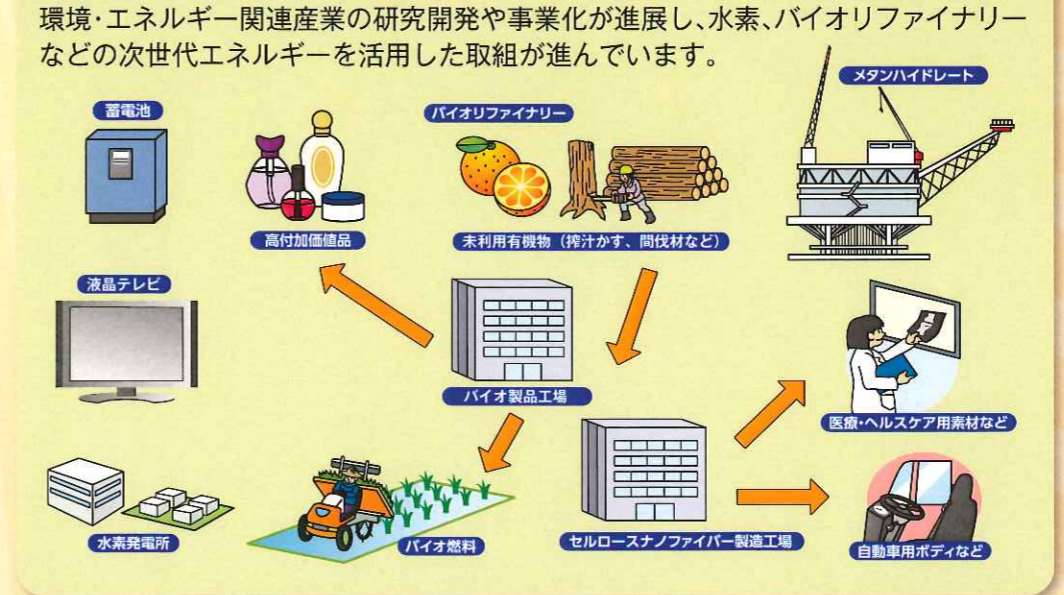 環境・エネルギー関連産業の研究開発や事業化が進展し、水素、バイオリファイナリー
などの次世代エネルギーを活用した取組が進んでいます。
メタンハイドレート
蓄電池
バイオリファイナリー
高付加価値品
未利用有機物（搾汁かす、間伐材など）
液晶テレビ
バイオ製品工場
医療・ヘルスケア用素材など
水素発電所
バイオ燃料
セルロースナノファイバー製造工場
自動車用ボディなど